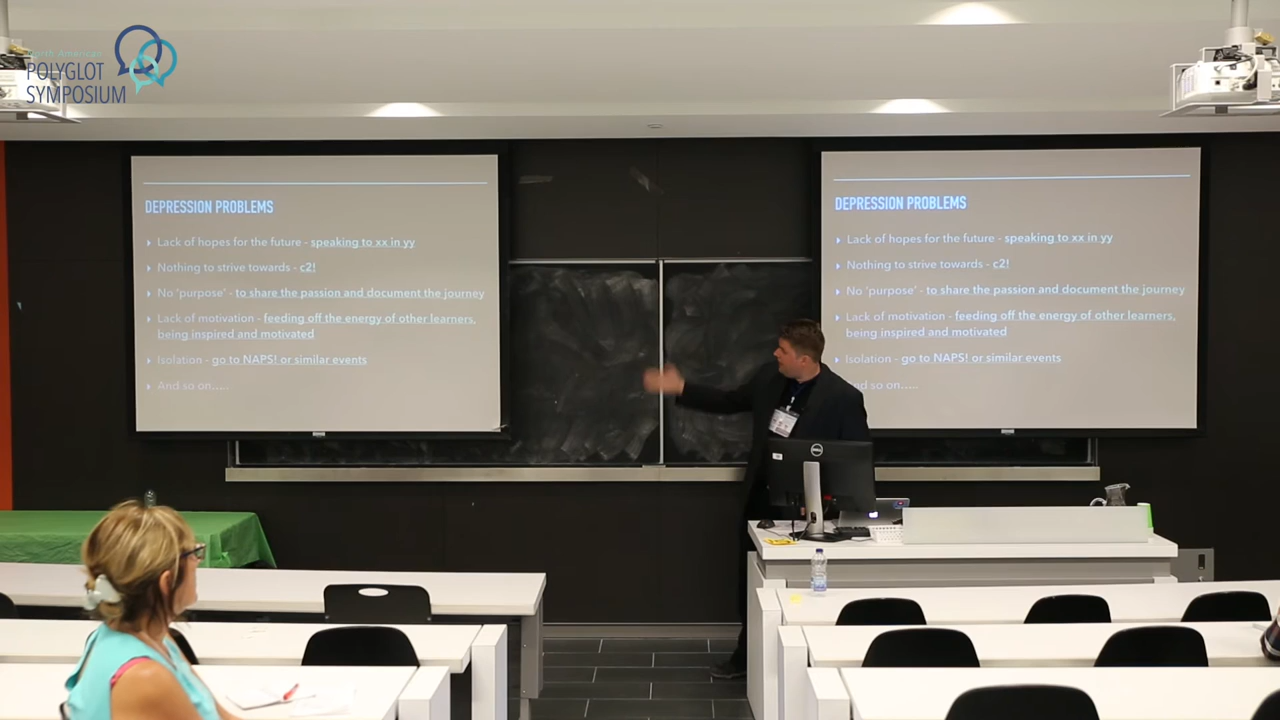 North American
POLYGLOT
SYMPOSIUM
DEPRESSION PROBLEMS
Lack of hopes for the future - speaking to xx in yy
Nothing to strive towards - c2!
No 'purpose' - to share the passion and document the journey
Lack of motivation - feeding off the energy of other learners,
being inspired and motivated
Isolation - go to NAPS! or similar events
And so on.....
DEPRESSION PROBLEMS
Lack of hopes for the future - speaking to xx in yy
Nothing to strive towards - c2!
No 'purpose' - to share the passion and document the journey
Lack of motivation - feeding off the energy of other learners,
being inspired and motivated
Isolation - go to NAPS! or similar events
nd so on.....
DELL